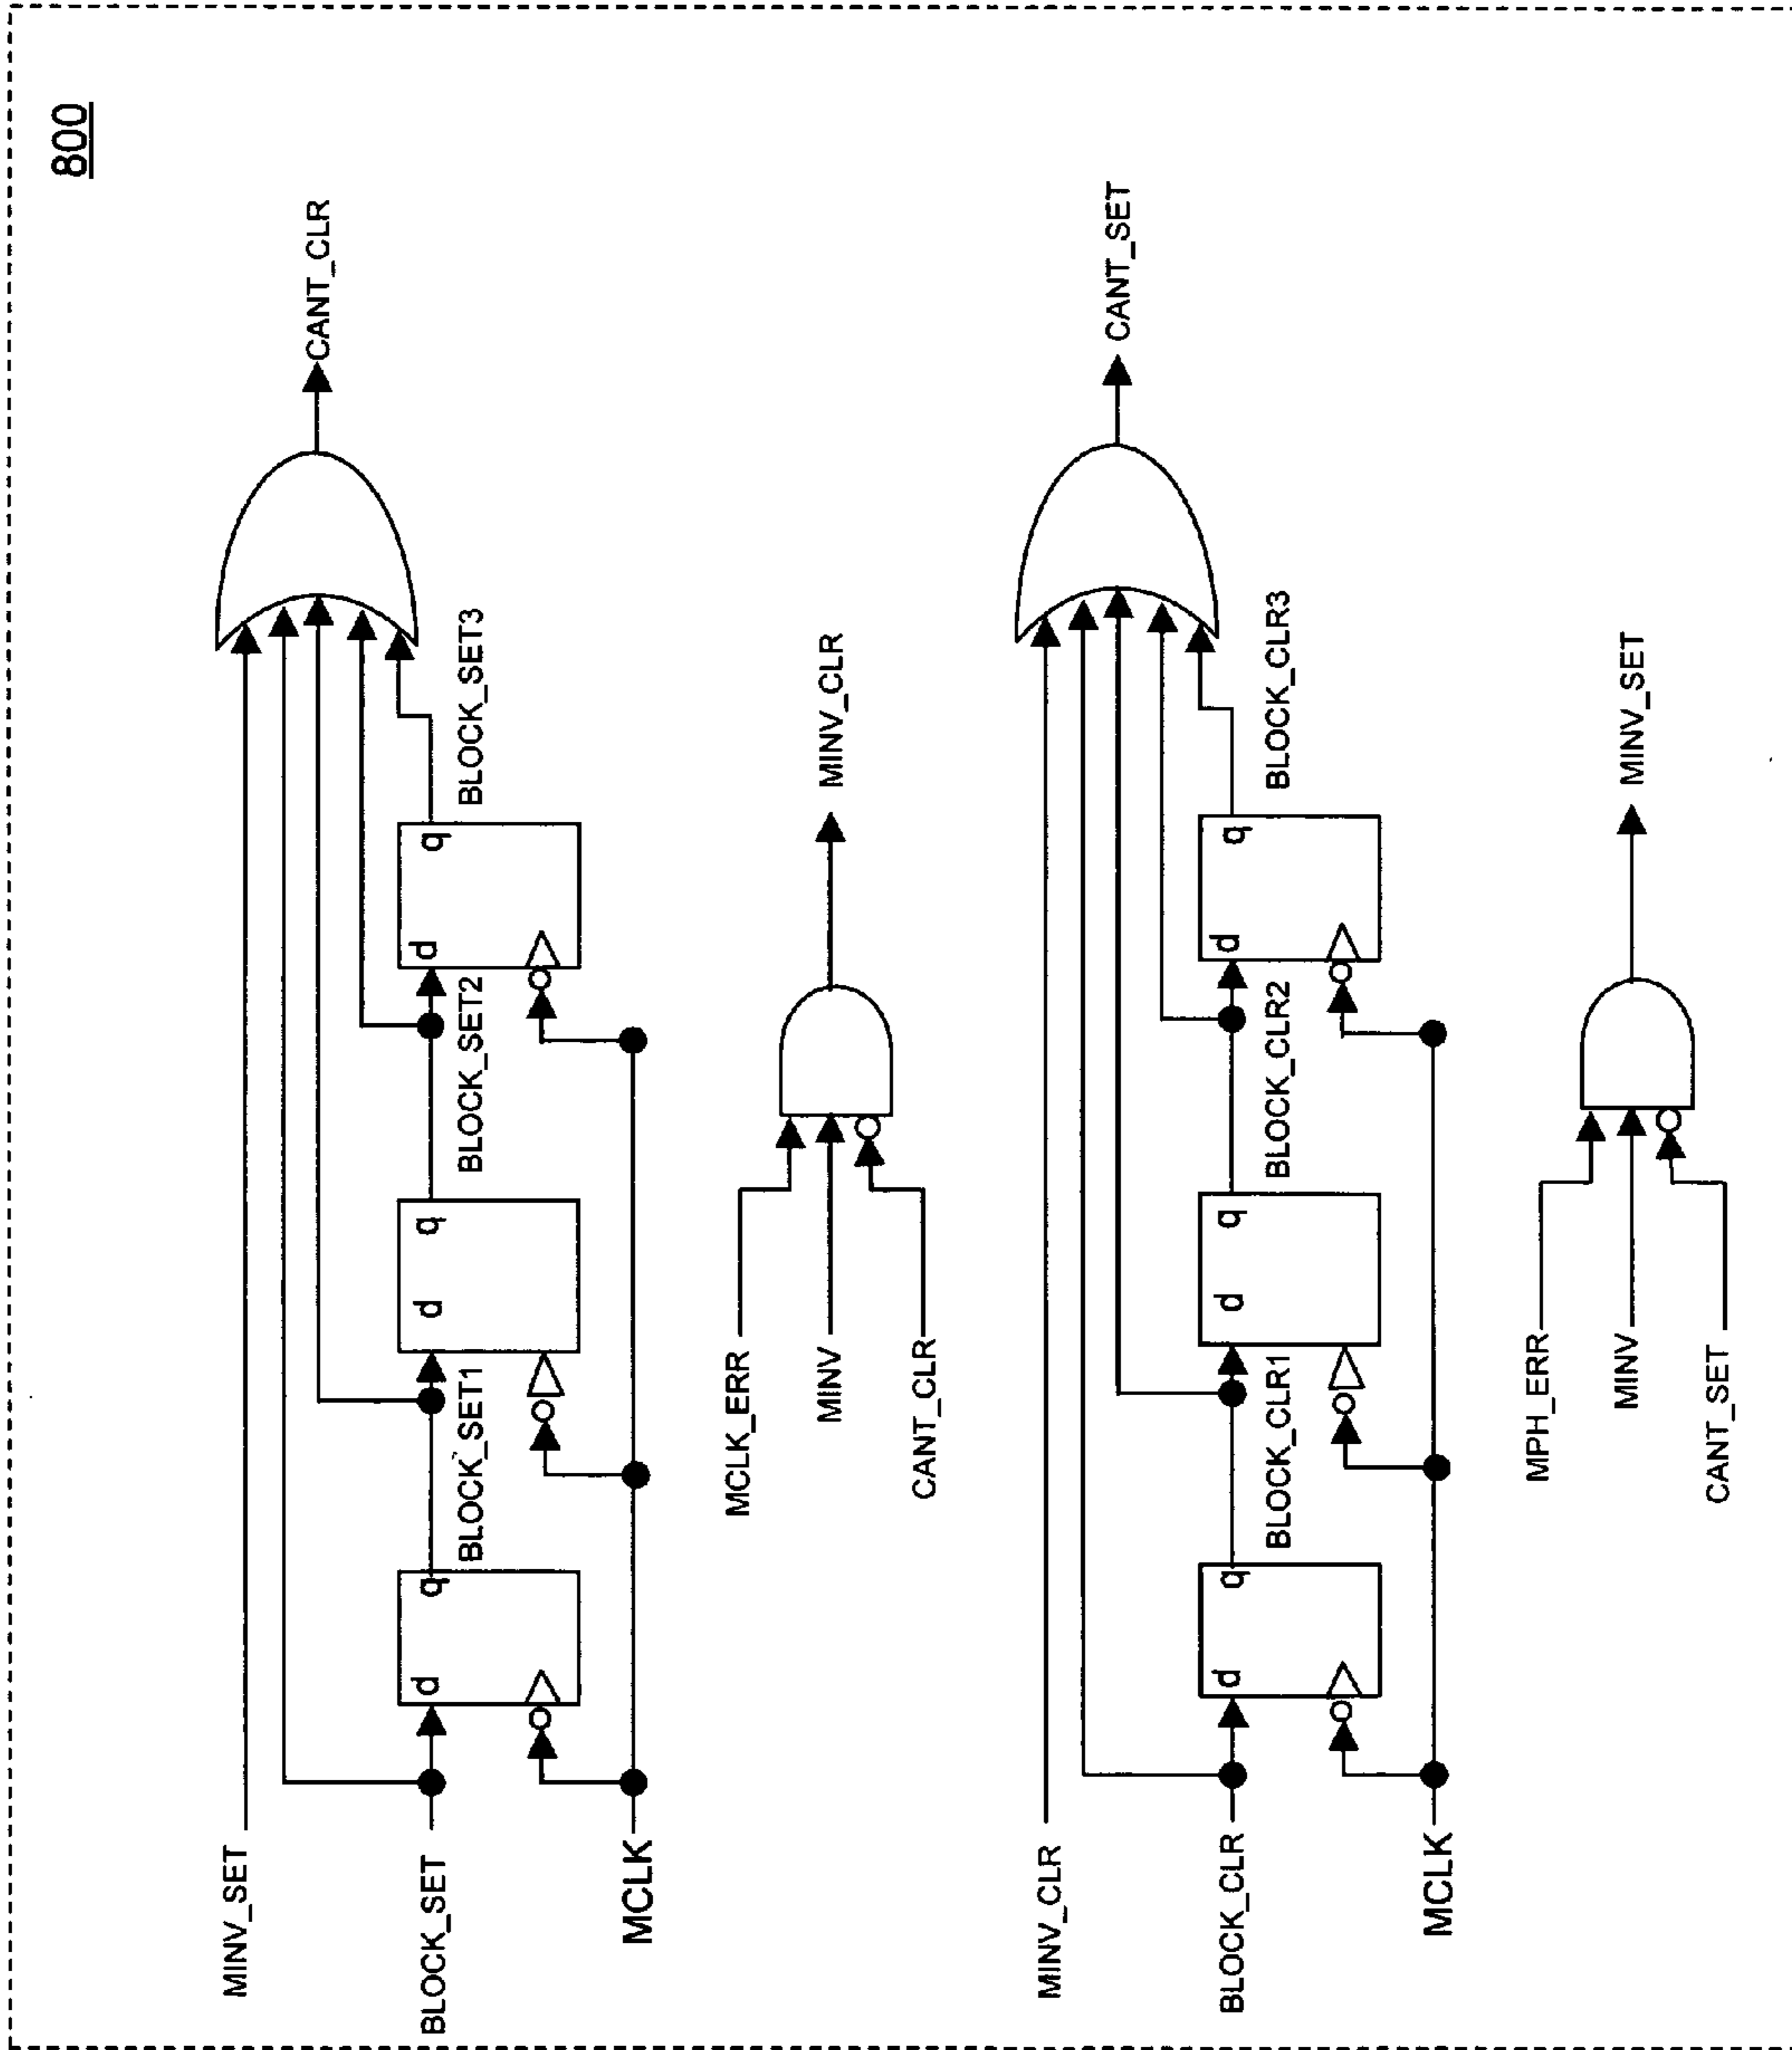 800
MINV_SET
CANT_CLR
BLOCK_SET
d q
BLOCK_SET1
d q
BLOCK_SET2
d q
BLOCK_SET3
MCLK
MCLK_ERR
MINV
CANT_CLR
MINV_CLR
MINV_CLR
CANT_SET
BLOCK_CLR
d q
BLOCK_CLR1
d q
BLOCK_CLR2
d q
BLOCK_CLR3
MCLK
MPH_ERR
MINV
CANT_SET
MINV_SET